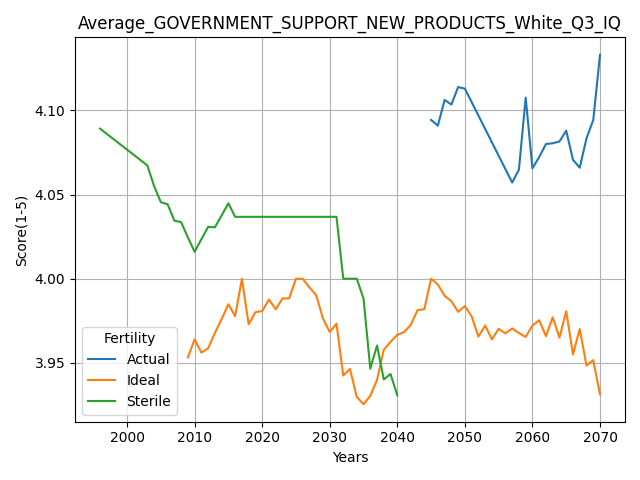 Average_GOVERNMENT_SUPPORT_NEW_PRODUCTS_White_Q3_IQ
4.10
4.05
4.00
3.95
Score(1-5)
Fertility
Actual
Ideal
Sterile
2000 2010 2020 2030 2040 2050 2060 2070
Years